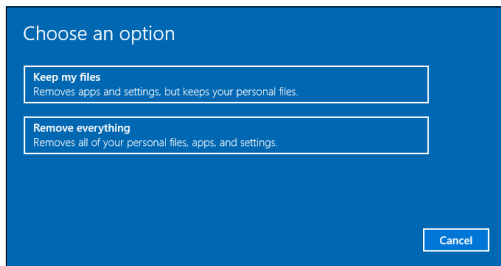 Choose an option
Keep my files
Removes apps and settings, but keeps your personal files.
Remove everything
Removes all of your personal files, apps, and settings.
Cancel